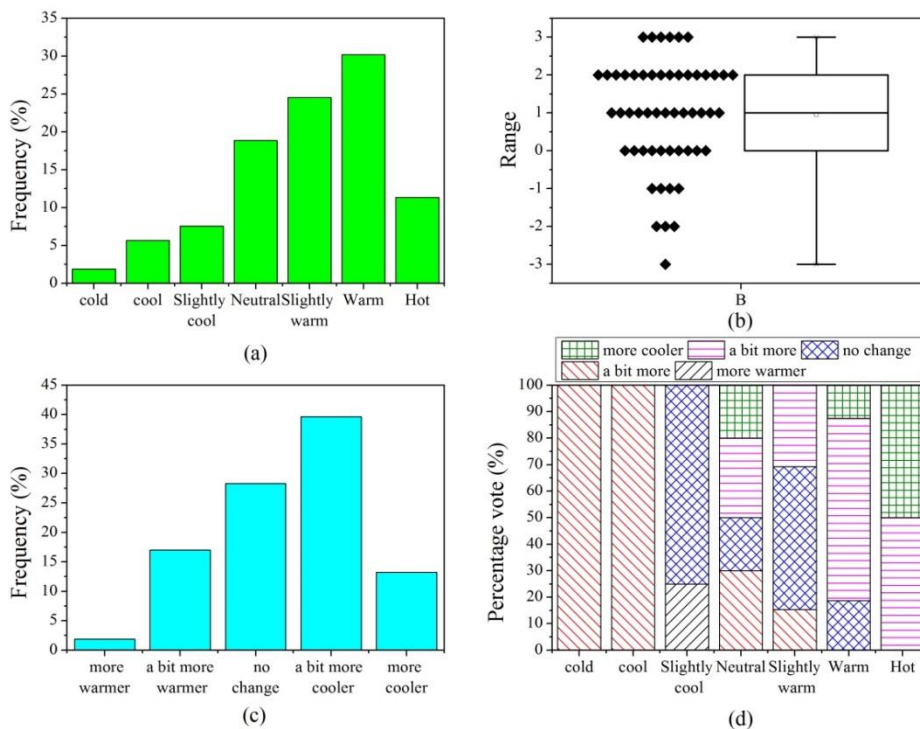 35
30
25
20
15
10
5
0
Frequency (%)
cold cool Slightly Neutral Slightly Warm Hot
cool warm
(a)
3
2
1
0
-1
-2
-3
Range
B
(b)
45
40
35
30
25
20
15
10
5
0
Frequency (%)
more a bit more no a bit more more
warmer warmer change cooler cooler
(c)
more cooler a bit more no change
a bit more more warmer
100
90
80
70
60
50
40
30
20
10
0
Percentage vote (%)
cold cool Slightly Neutral Slightly Warm Hot
cool warm
(d)